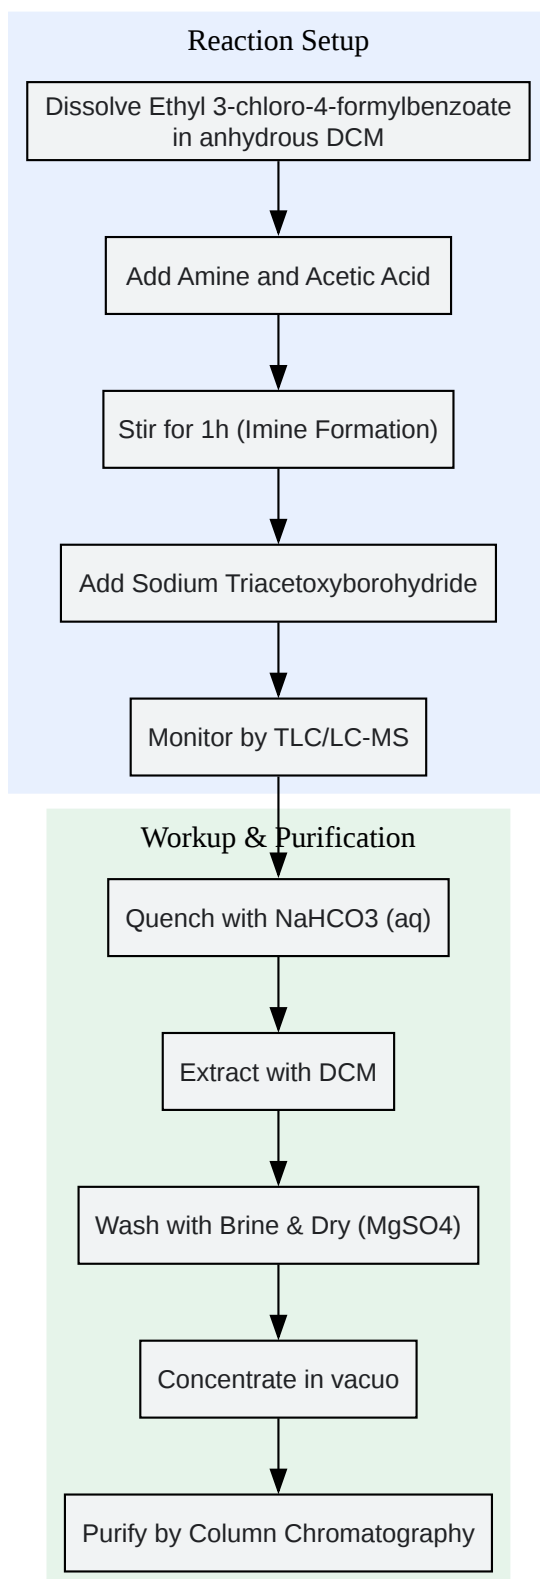 Reaction Setup
Dissolve Ethyl 3-chloro-4-formylbenzoate
in anhydrous DCM
Add Amine and Acetic Acid
Stir for 1h (Imine Formation)
Add Sodium Triacetoxyborohydride
Monitor by TLC/LC-MS
Workup & Purification
Quench with NaHCO3 (aq)
Extract with DCM
Wash with Brine & Dry (MgSO4)
Concentrate in vacuo
Purify by Column Chromatography